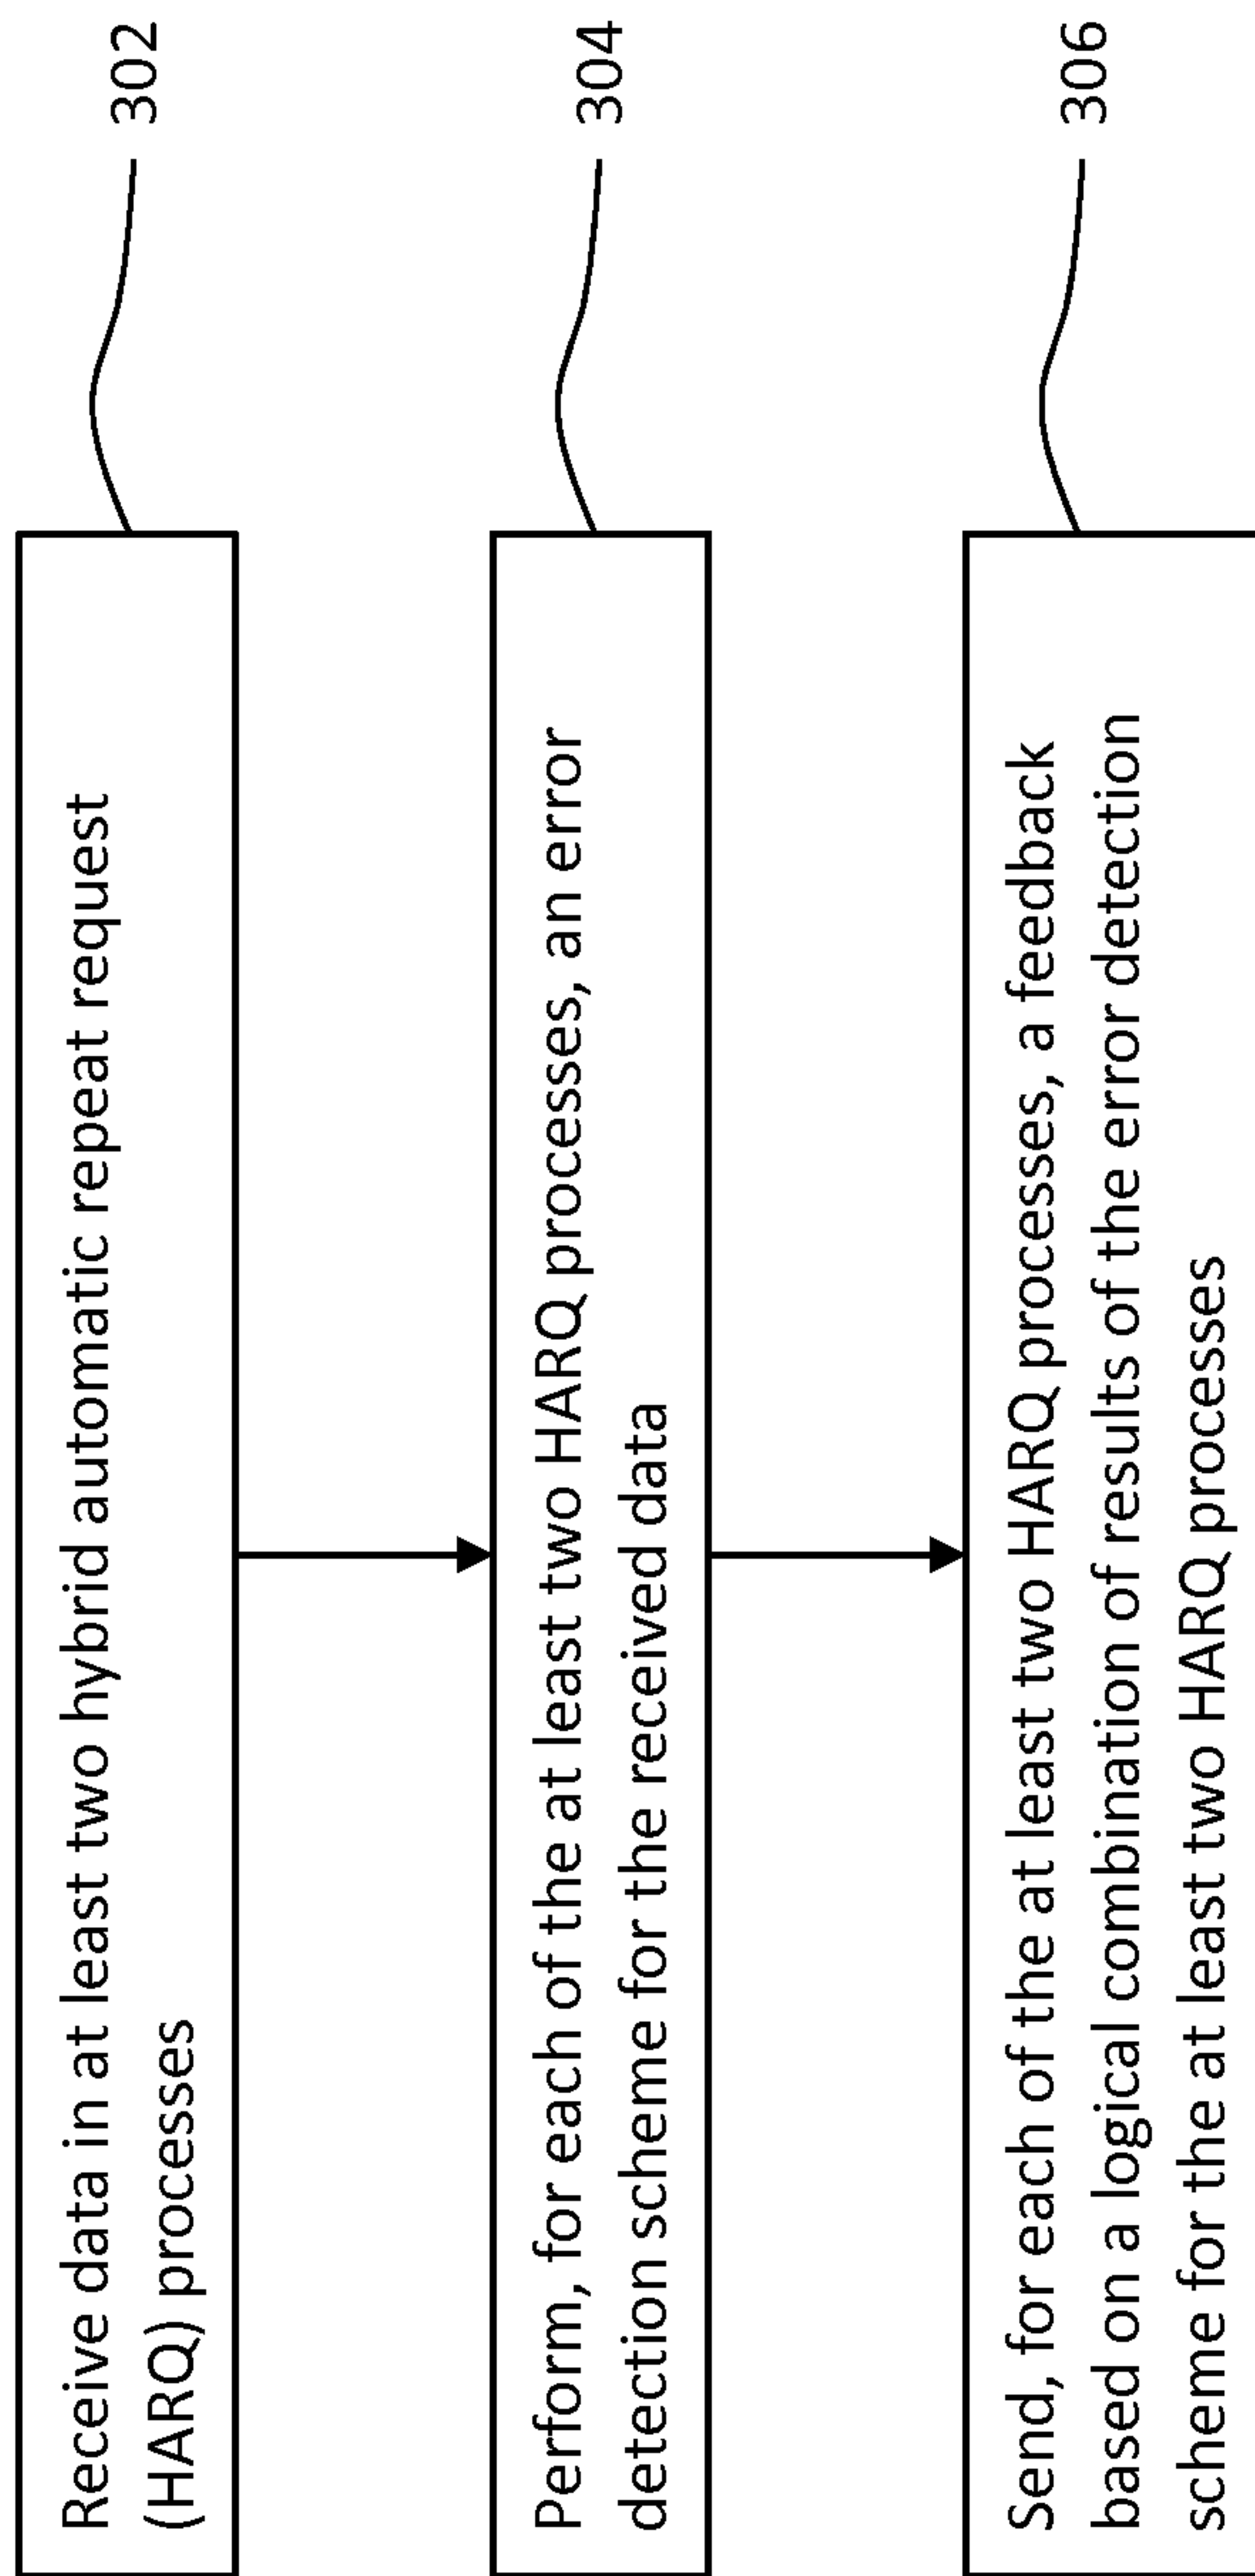 Receive data in at least two hybrid automatic repeat request
(HARQ) processes
302
Perform, for each of the at least two HARQ processes, an error
detection scheme for the received data
304
Send, for each of the at least two HARQ processes, a feedback
based on a logical combination of results of the error detection
scheme for the at least two HARQ processes
306